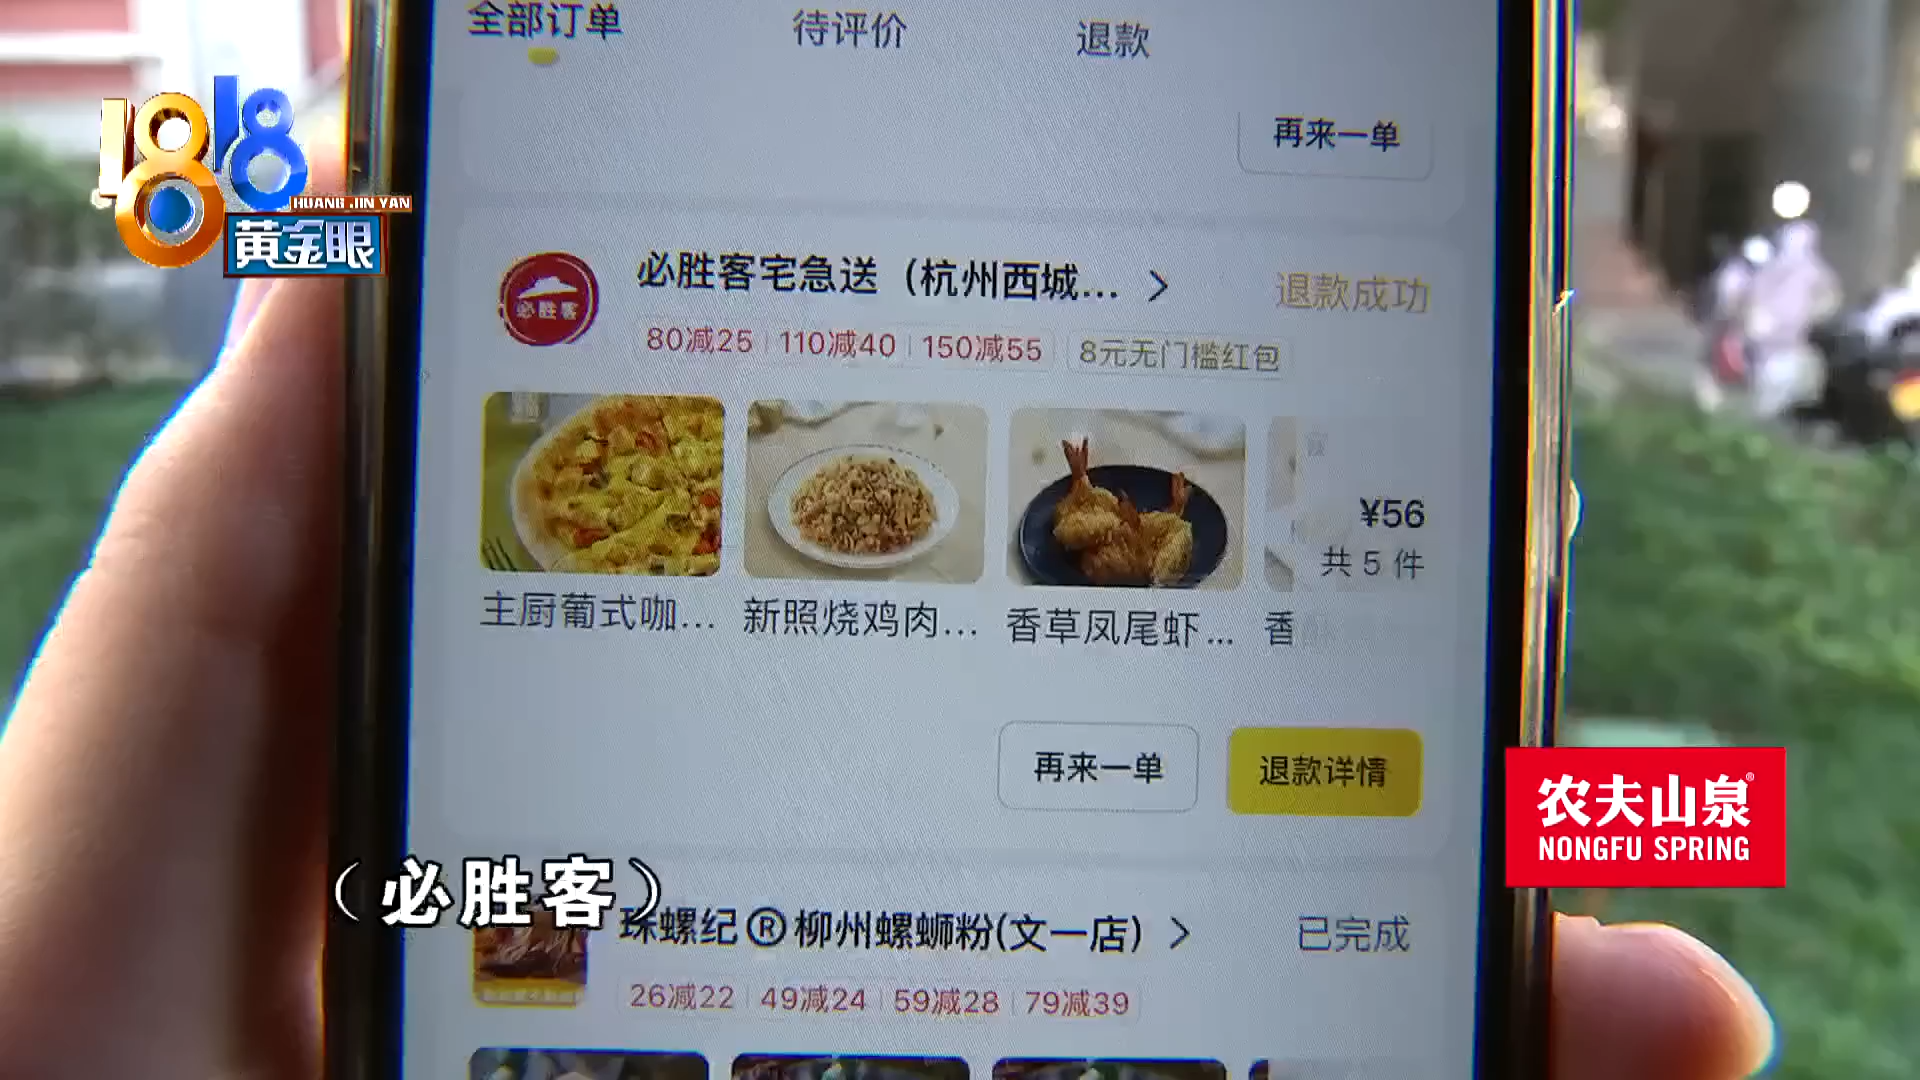 全部订单
待评价
退款
再来一单
1818
HUANG JIN YAN
黄金眼
必胜客
必胜客宅急送（杭州西城...
退款成功
80减25
110减40
150减55
8元无门槛红包
¥56
共 5 件
主厨葡式咖...
新照烧鸡肉...
香草凤尾虾...
香
再来一单
退款详情
农夫山泉®
NONGFU SPRING
（必胜客）
珠螺纪®柳州螺蛳粉(文一店)
已完成
26减22
49减24
59减28
79减39